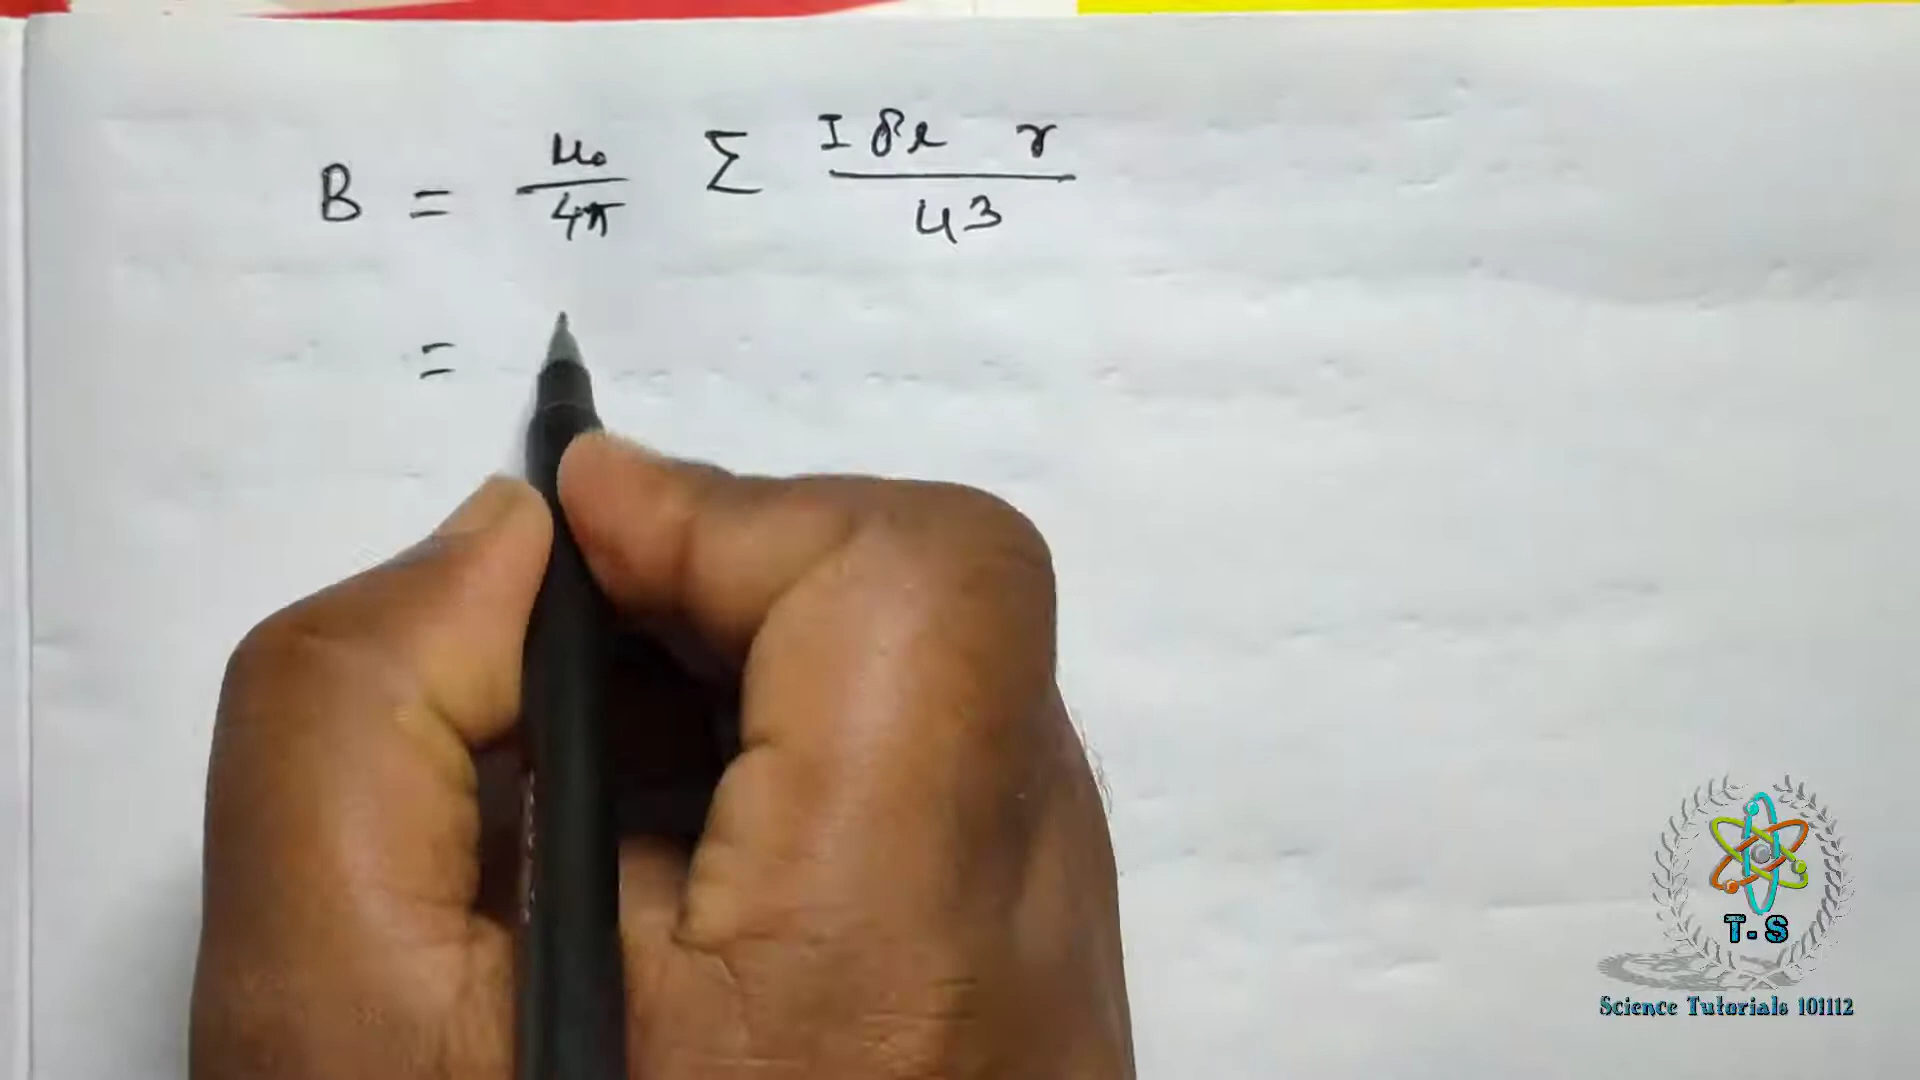 B = μ₀/4π Σ I δl r/u3
=
T.S
Science Tutorials 101112